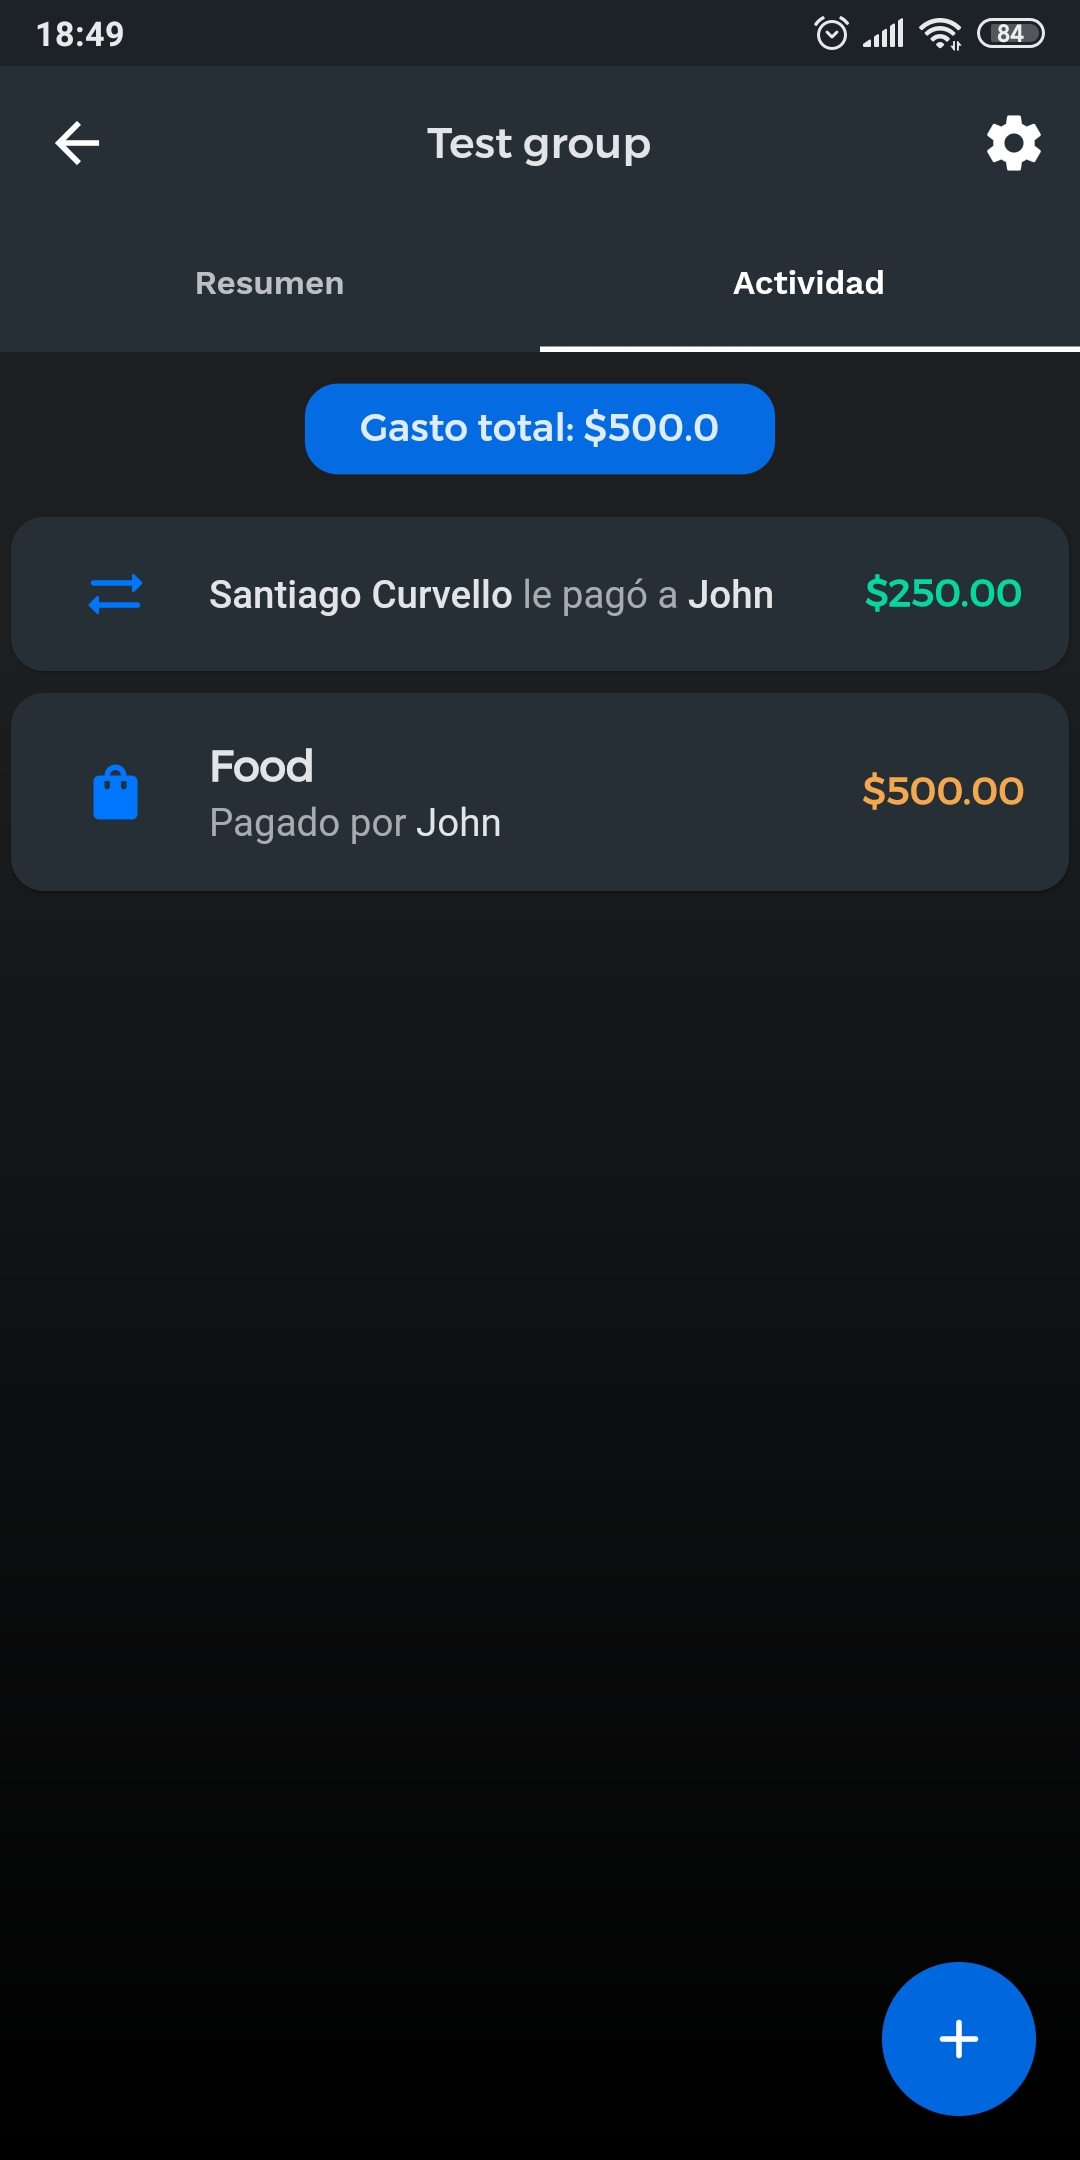 18:49
84
Test group
Resumen
Actividad
Gasto total: $500.0
Santiago Curvello le pagó a John
$250.00
Food
Pagado por John
$500.00